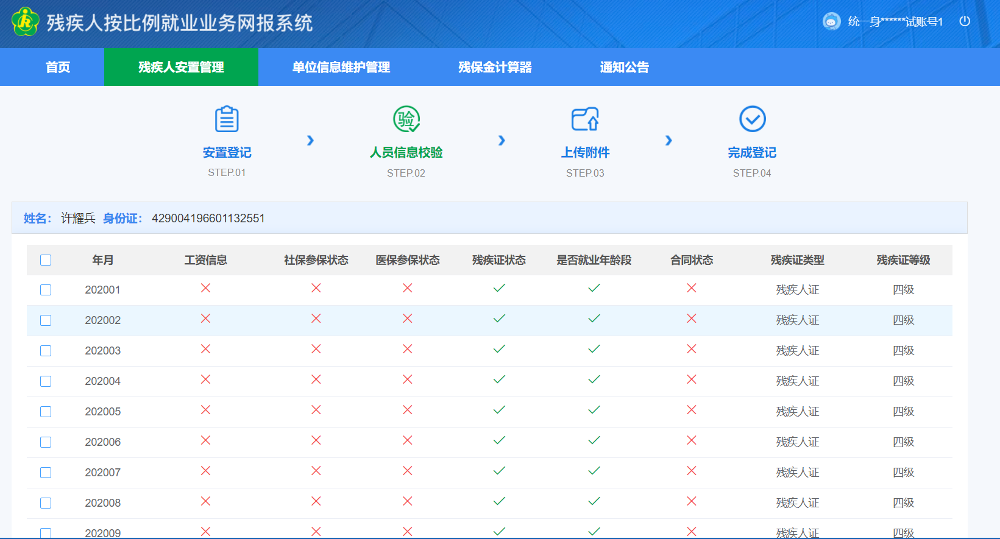 残疾人按比例就业业务网报系统
统一身******试账号1
首页 残疾人安置管理 单位信息维护管理 残保金计算器 通知公告
验
安置登记 人员信息校验 上传附件 完成登记
STEP.01 STEP.02 STEP.03 STEP.04
姓名： 许耀兵 身份证： 429004196601132551
年月 工资信息 社保参保状态 医保参保状态 残疾证状态 是否就业年龄段 合同状态 残疾证类型 残疾证等级
202001 残疾人证 四级
202002 残疾人证 四级
202003 残疾人证 四级
202004 残疾人证 四级
202005 残疾人证 四级
202006 残疾人证 四级
202007 残疾人证 四级
202008 残疾人证 四级
202009 残疾人证 四级